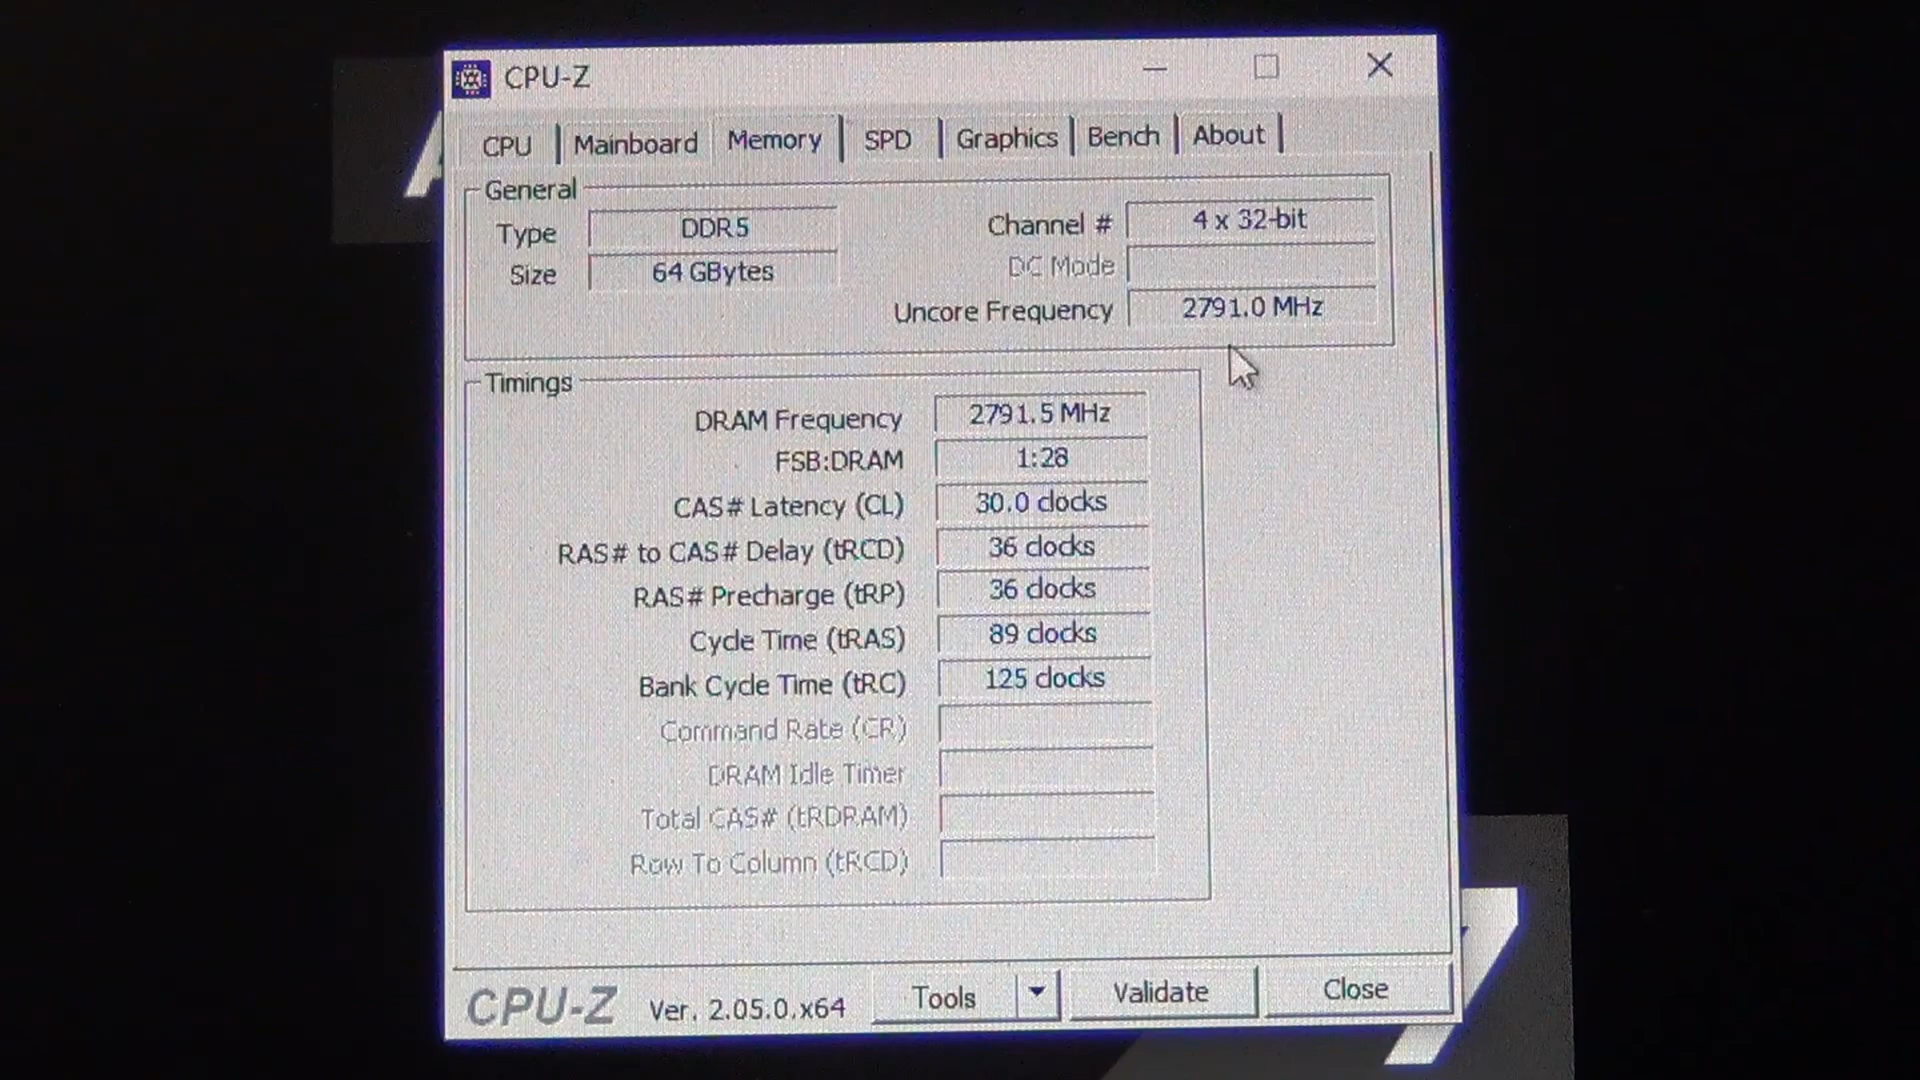 CPU-Z
CPU Mainboard Memory SPD Graphics Bench About
General
Type DDR5 Channel # 4 x 32-bit
Size 64 GBytes DC Mode
Uncore Frequency 2791.0 MHz
Timings
DRAM Frequency 2791.5 MHz
FSB:DRAM 1:28
CAS# Latency (CL) 30.0 clocks
RAS# to CAS# Delay (tRCD) 36 clocks
RAS# Precharge (tRP) 36 clocks
Cycle Time (tRAS) 89 clocks
Bank Cycle Time (tRC) 125 clocks
Command Rate (CR)
DRAM Idle Timer
Total CAS# (tRDRAM)
Row To Column (tRCD)
CPU-Z Ver. 2.05.0.x64 Tools Validate Close